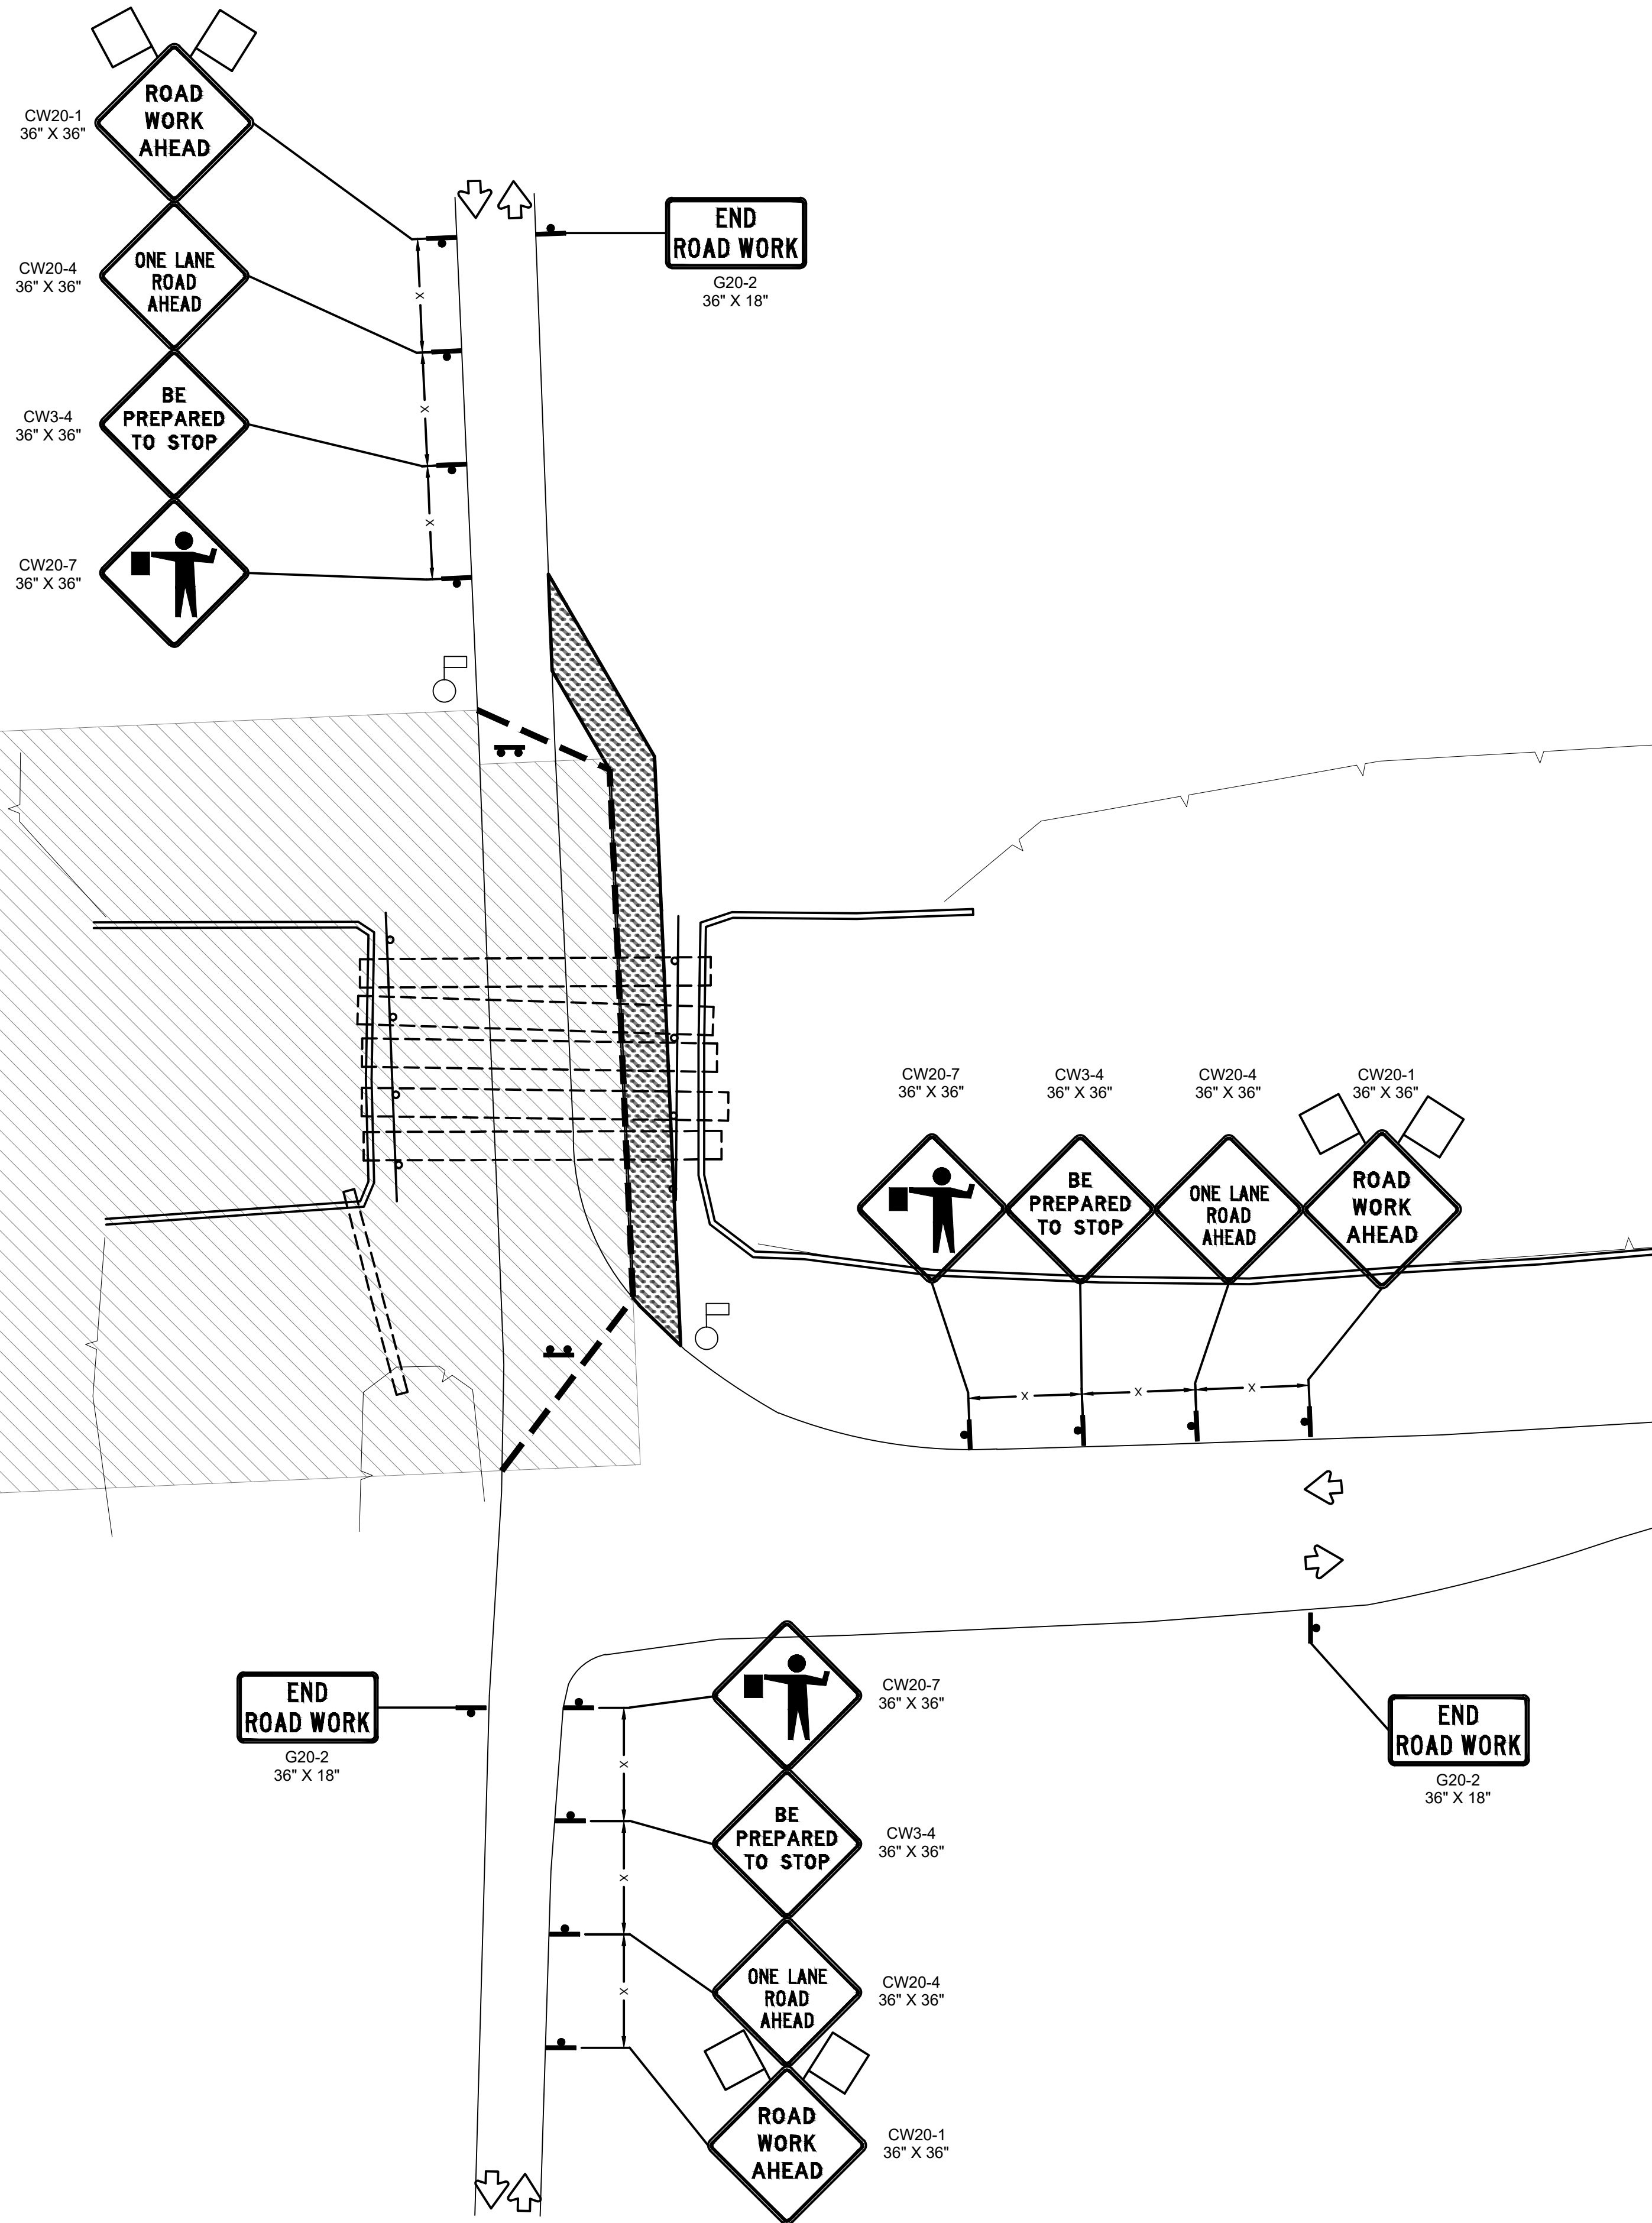 CW20-1
36" X 36"
ROAD
WORK
AHEAD
END
ROAD WORK
G20-2
36" X 18"
CW20-4
36" X 36"
ONE LANE
ROAD
AHEAD
X
CW3-4
36" X 36"
BE
PREPARED
TO STOP
X
CW20-7
36" X 36"
X
CW20-7
36" X 36"
CW3-4
36" X 36"
CW20-4
36" X 36"
CW20-1
36" X 36"
BE
PREPARED
TO STOP
ONE LANE
ROAD
AHEAD
ROAD
WORK
AHEAD
X
X
X
END
ROAD WORK
G20-2
36" X 18"
CW20-7
36" X 36"
X
END
ROAD WORK
G20-2
36" X 18"
BE
PREPARED
TO STOP
CW3-4
36" X 36"
X
ONE LANE
ROAD
AHEAD
CW20-4
36" X 36"
X
ROAD
WORK
AHEAD
CW20-1
36" X 36"